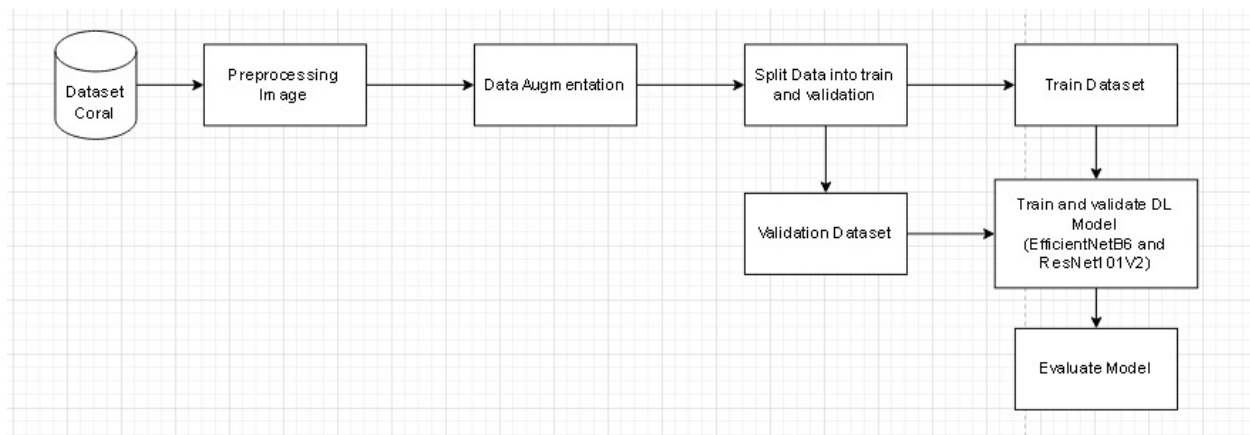 Dataset
Coral
Preprocessing
Image
Data Augmentation
Split Data into train
and validation
Train Dataset
Validation Dataset
Train and validate DL
Model
(EfficientNetB6 and
ResNet101V2)
Evaluate Model